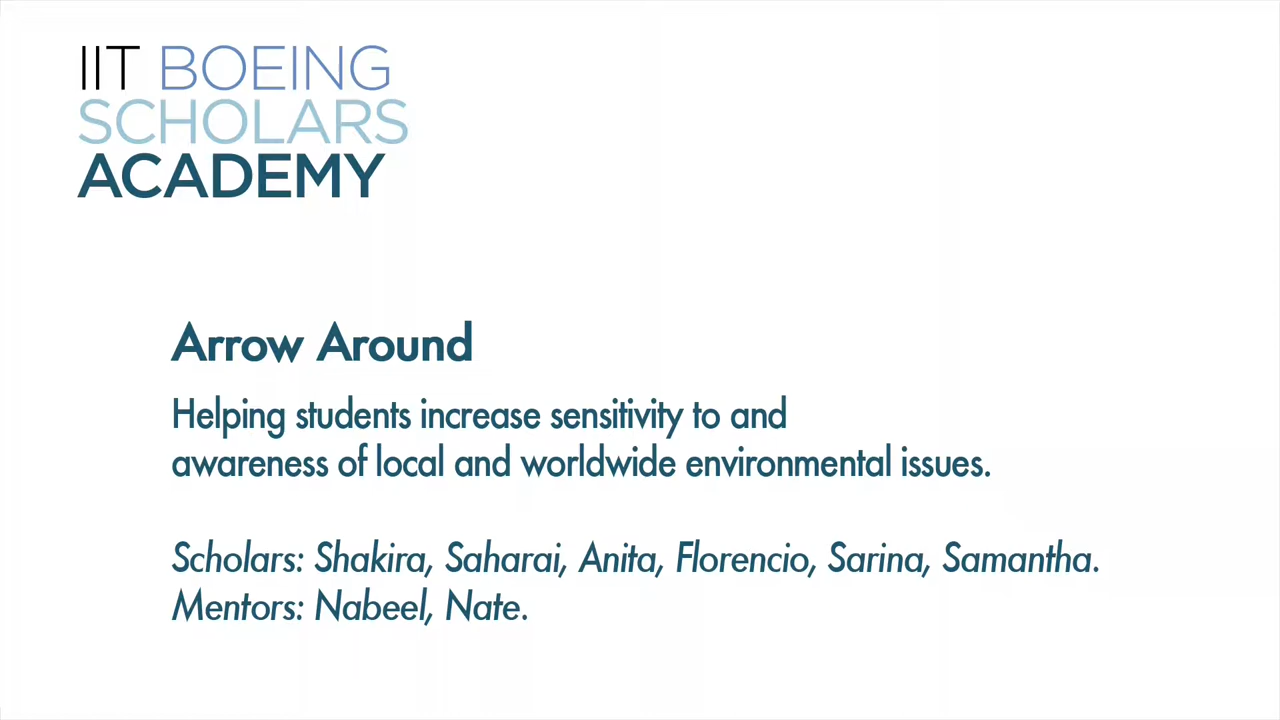 IIT BOEING
SCHOLARS
ACADEMY
Arrow Around
Helping students increase sensitivity to and
awareness of local and worldwide environmental issues.
Scholars: Shakira, Saharai, Anita, Florencio, Sarina, Samantha.
Mentors: Nabeel, Nate.